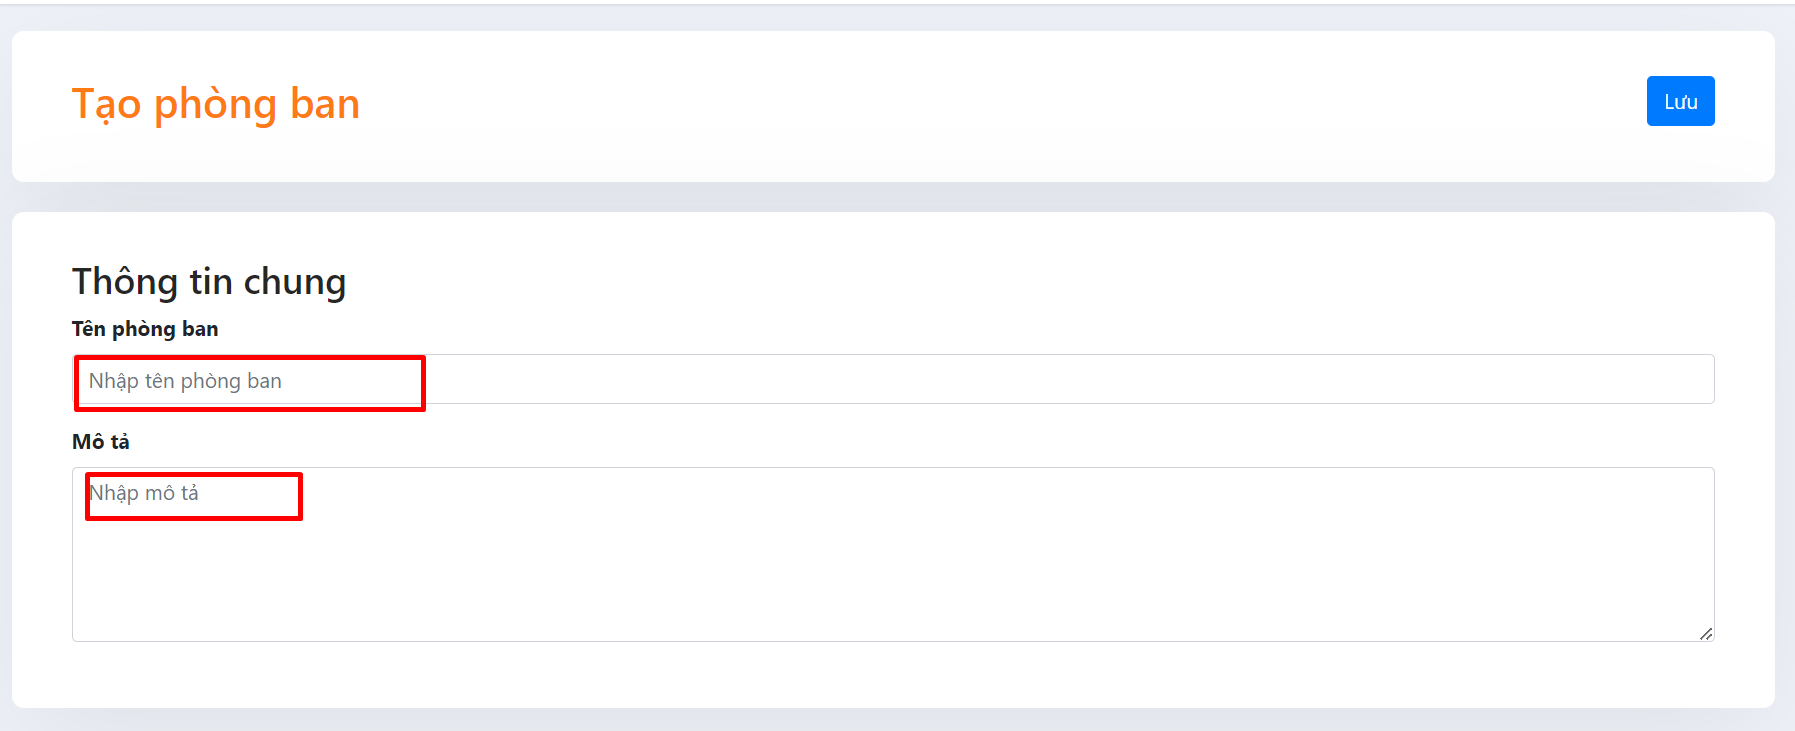 Tạo phòng ban
Lưu
Thông tin chung
Tên phòng ban
Nhập tên phòng ban
Mô tả
Nhập mô tả